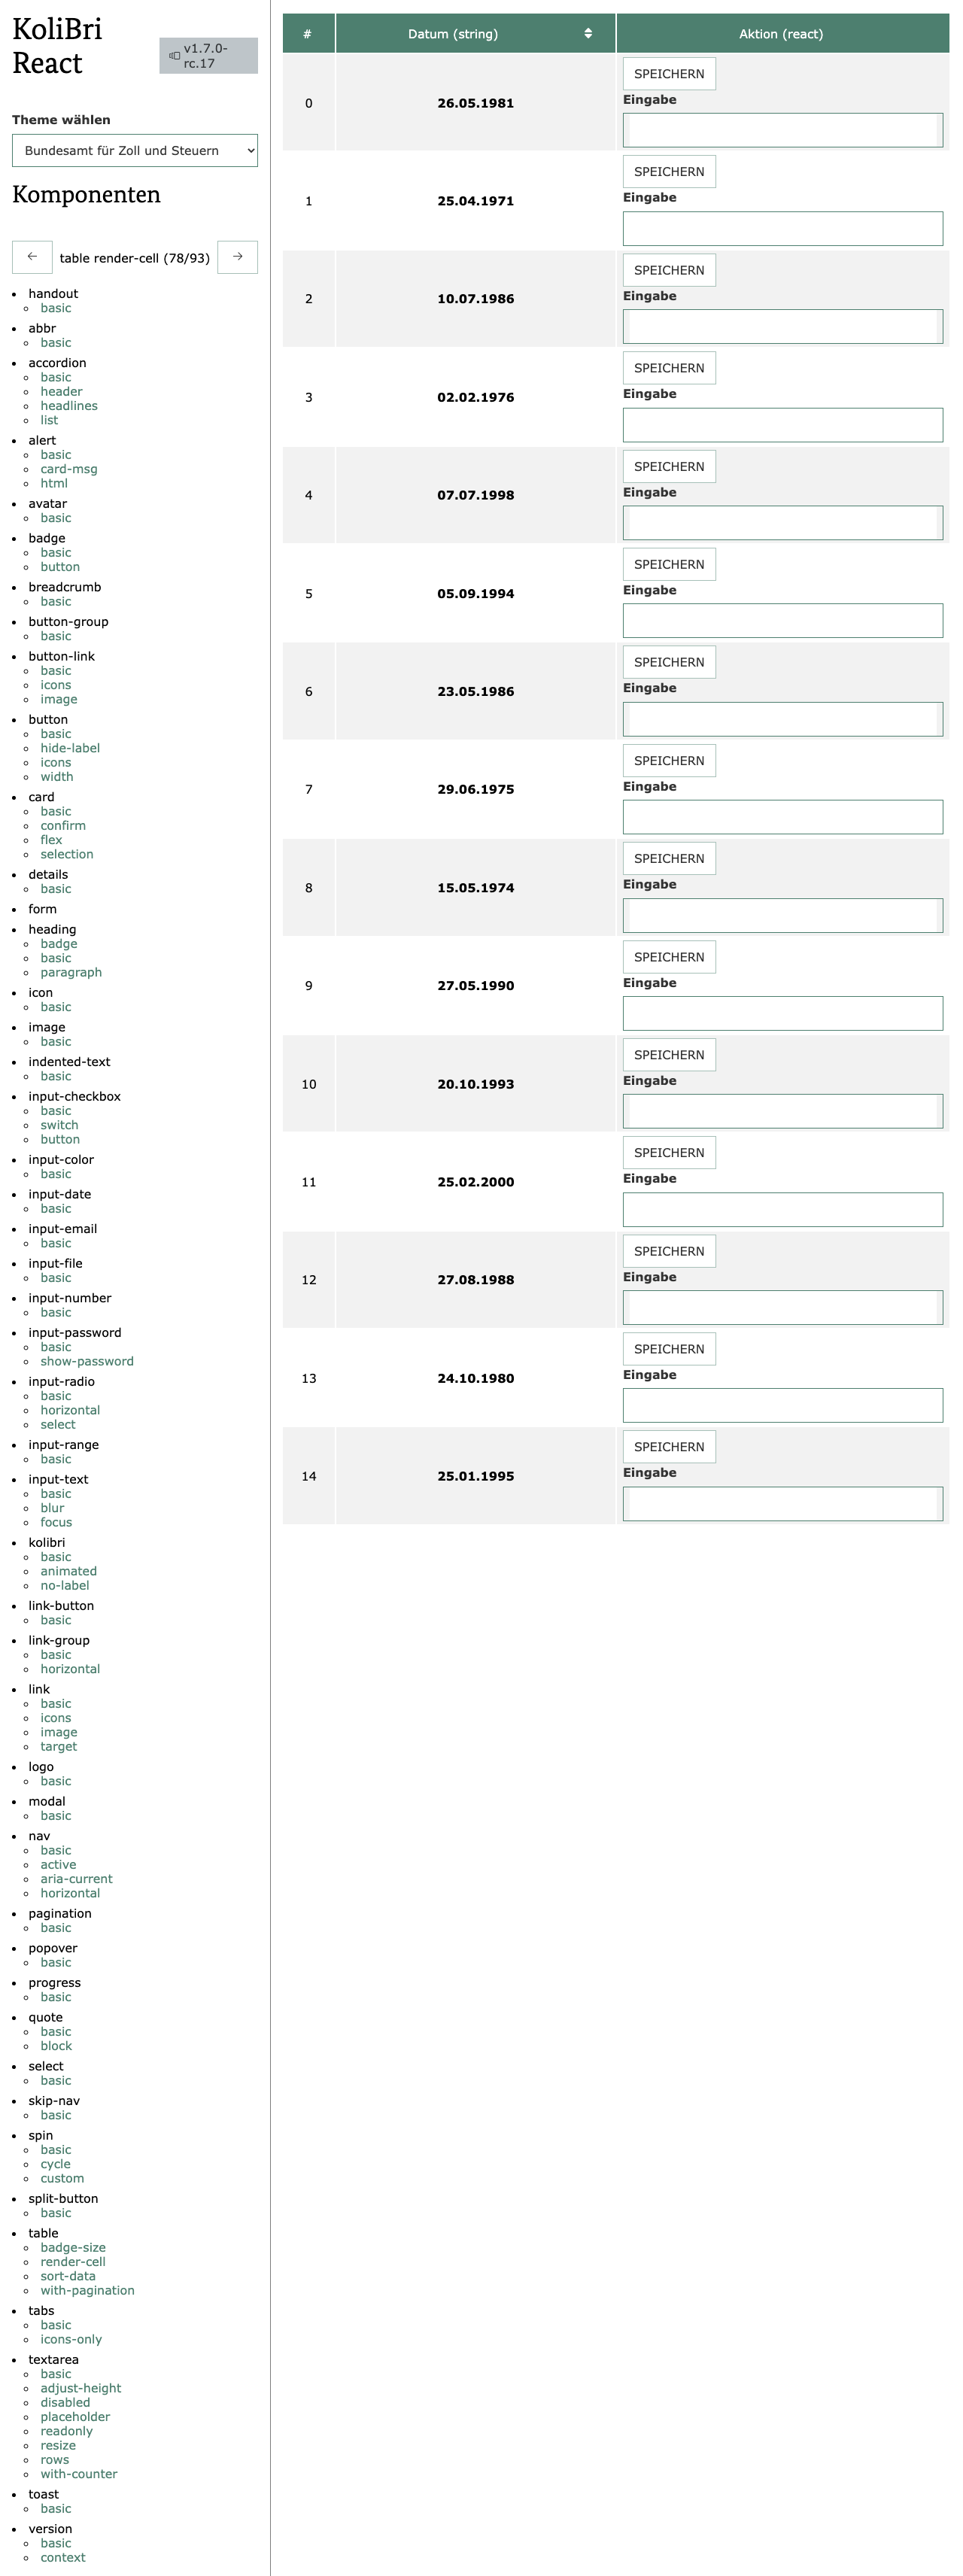 KoliBri
React
v1.7.0-
rc.17
Theme wählen
Bundesamt für Zoll und Steuern
Komponenten
← table render-cell (78/93) →
handout
basic
abbr
basic
accordion
basic
header
headlines
list
alert
basic
card-msg
html
avatar
basic
badge
basic
button
breadcrumb
basic
button-group
basic
button-link
basic
icons
image
button
basic
hide-label
icons
width
card
basic
confirm
flex
selection
details
basic
form
heading
badge
basic
paragraph
icon
basic
image
basic
indented-text
basic
input-checkbox
basic
switch
button
input-color
basic
input-date
basic
input-email
basic
input-file
basic
input-number
basic
input-password
basic
show-password
input-radio
basic
horizontal
select
input-range
basic
input-text
basic
blur
focus
kolibri
basic
animated
no-label
link-button
basic
link-group
basic
horizontal
link
basic
icons
image
target
logo
basic
modal
basic
nav
basic
active
aria-current
horizontal
pagination
basic
popover
basic
progress
basic
quote
basic
block
select
basic
skip-nav
basic
spin
basic
cycle
custom
split-button
basic
table
badge-size
render-cell
sort-data
with-pagination
tabs
basic
icons-only
textarea
basic
adjust-height
disabled
placeholder
readonly
resize
rows
with-counter
toast
basic
version
basic
context
# Datum (string) Aktion (react)
SPEICHERN
0 26.05.1981 Eingabe
SPEICHERN
1 25.04.1971 Eingabe
SPEICHERN
2 10.07.1986 Eingabe
SPEICHERN
3 02.02.1976 Eingabe
SPEICHERN
4 07.07.1998 Eingabe
SPEICHERN
5 05.09.1994 Eingabe
SPEICHERN
6 23.05.1986 Eingabe
SPEICHERN
7 29.06.1975 Eingabe
SPEICHERN
8 15.05.1974 Eingabe
SPEICHERN
9 27.05.1990 Eingabe
SPEICHERN
10 20.10.1993 Eingabe
SPEICHERN
11 25.02.2000 Eingabe
SPEICHERN
12 27.08.1988 Eingabe
SPEICHERN
13 24.10.1980 Eingabe
SPEICHERN
14 25.01.1995 Eingabe